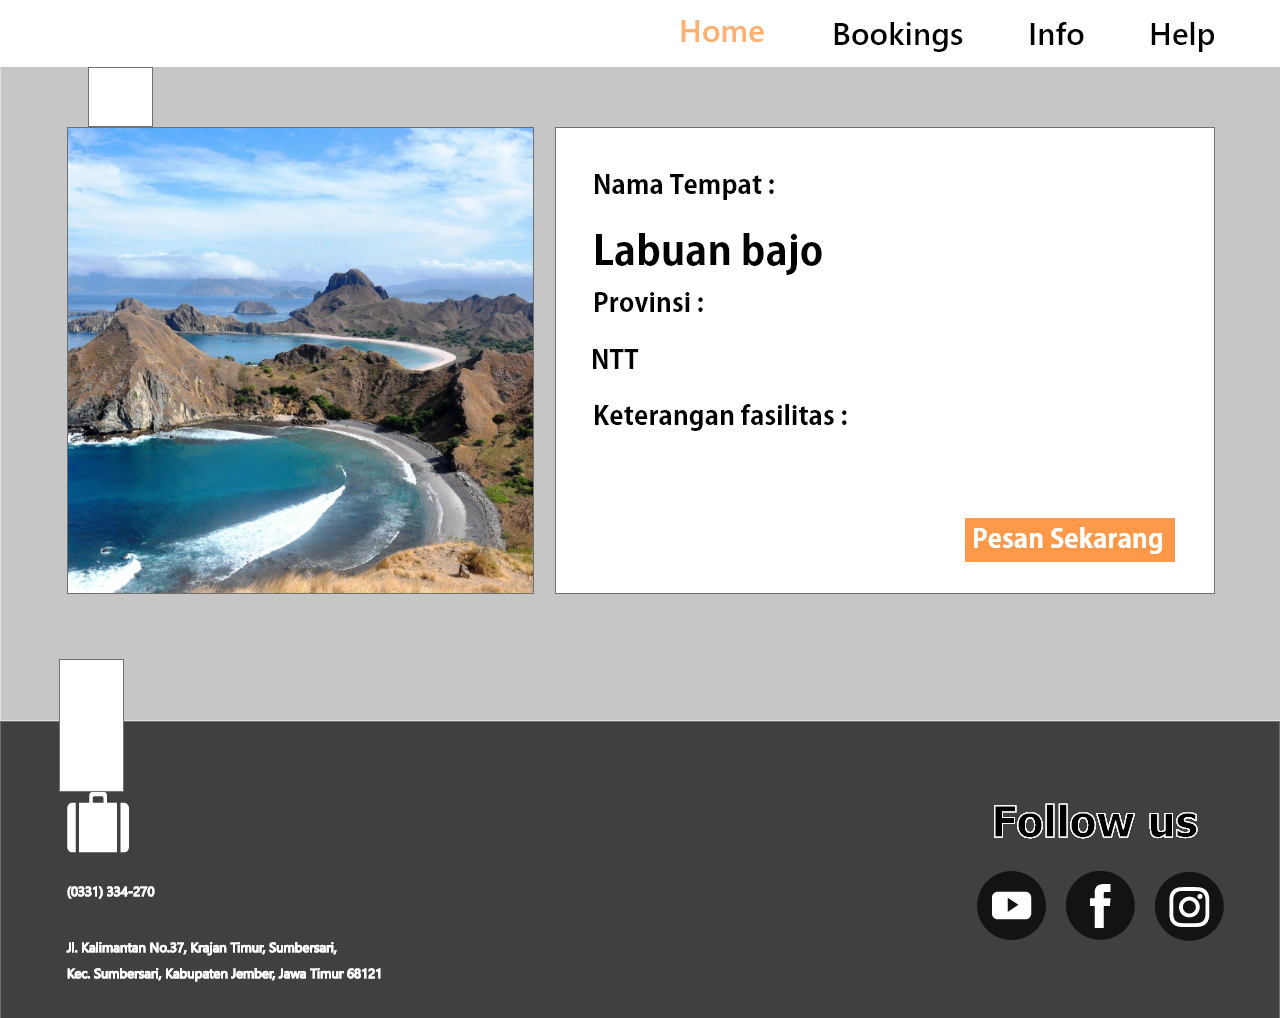 Home Bookings Info Help
Nama Tempat :
Labuan bajo
Provinsi :
NTT
Keterangan fasilitas :
Pesan Sekarang
Follow us
(0331) 334-270
Jl. Kalimantan No.37, Krajan Timur, Sumbersari,
Kec. Sumbersari, Kabupaten Jember, Jawa Timur 68121